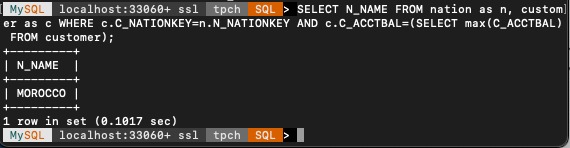 MySQL localhost:33060+ ssl tpch SQL > SELECT N_NAME FROM nation as n, custom
er as c WHERE c.C_NATIONKEY=n.N_NATIONKEY AND c.C_ACCTBAL=(SELECT max(C_ACCTBAL)
 FROM customer);
+---------+
| N_NAME  |
+---------+
| MOROCCO |
+---------+
1 row in set (0.1017 sec)
MySQL localhost:33060+ ssl tpch SQL >